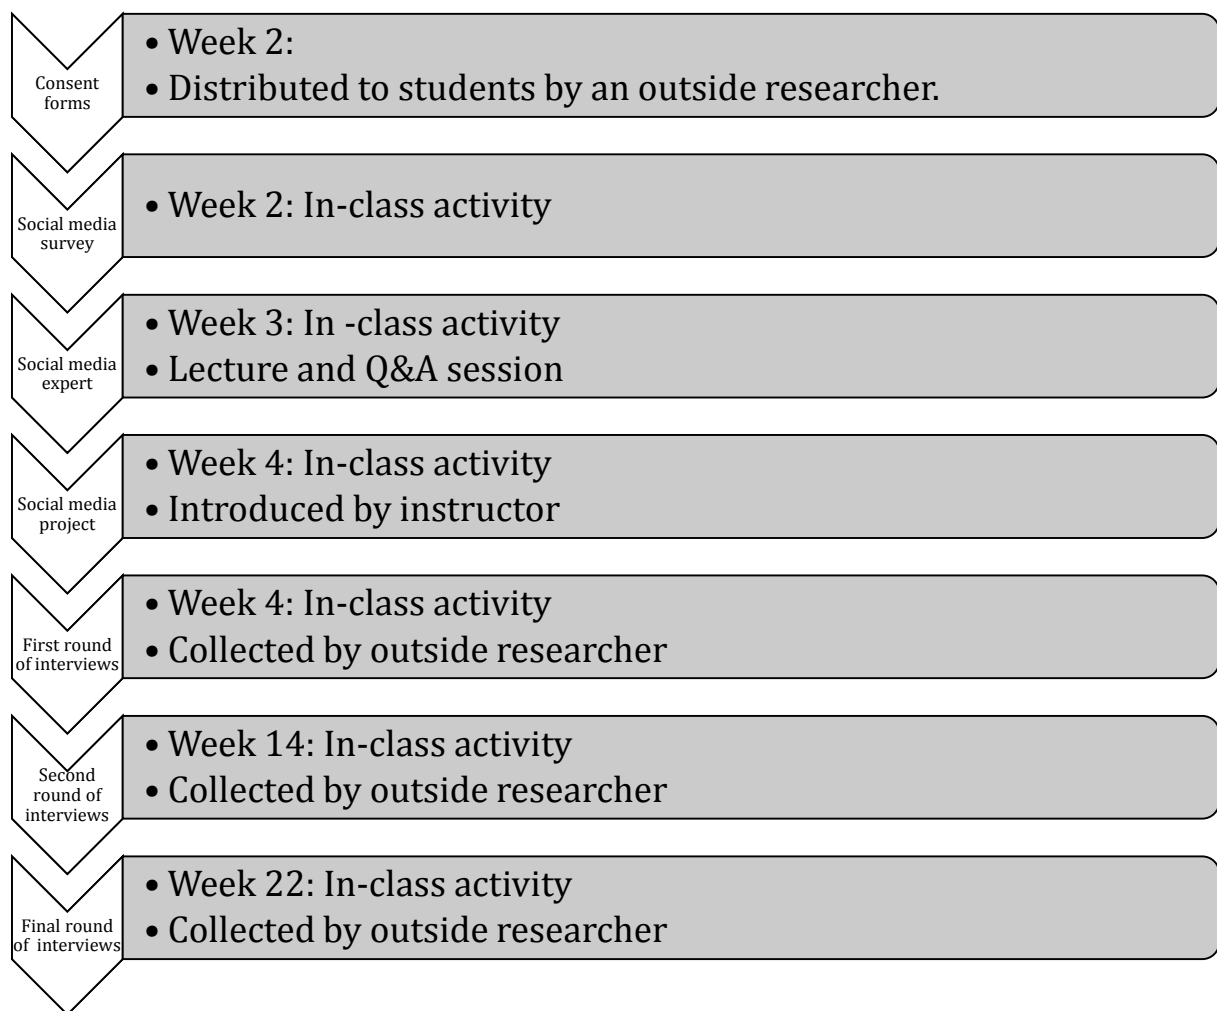 Consent
forms
• Week 2:
• Distributed to students by an outside researcher.
Social media
survey
• Week 2: In-class activity
Social media
expert
• Week 3: In -class activity
• Lecture and Q&A session
Social media
project
• Week 4: In-class activity
• Introduced by instructor
First round
of interviews
• Week 4: In-class activity
• Collected by outside researcher
Second
round of
interviews
• Week 14: In-class activity
• Collected by outside researcher
Final round
of interviews
• Week 22: In-class activity
• Collected by outside researcher